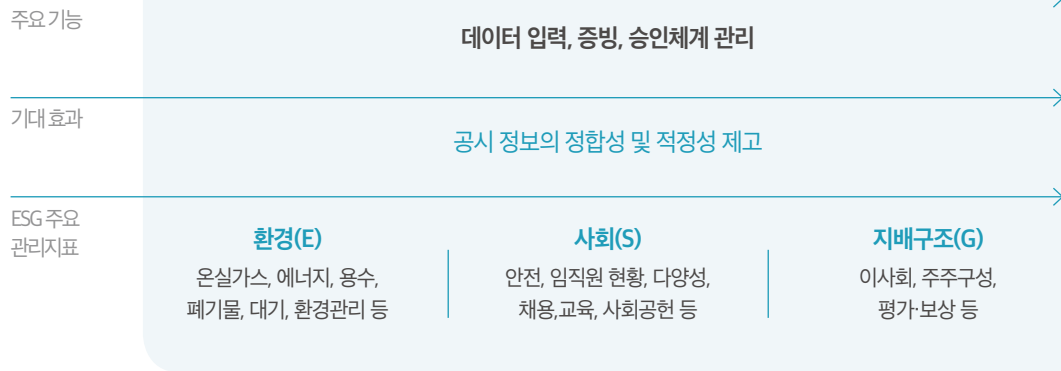 주요 기능
데이터 입력, 증빙, 승인체계 관리
기대 효과
공시 정보의 정합성 및 적정성 제고
ESG 주요
관리지표
환경(E)
온실가스, 에너지, 용수,
폐기물, 대기, 환경관리 등
사회(S)
안전, 임직원 현황, 다양성,
채용,교육, 사회공헌 등
지배구조(G)
이사회, 주주구성,
평가·보상 등